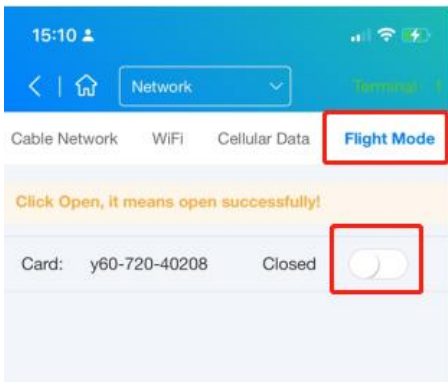 15:10
Network
Terminal
Cable Network WiFi Cellular Data Flight Mode
Click Open, it means open successfully!
Card: y60-720-40208 Closed